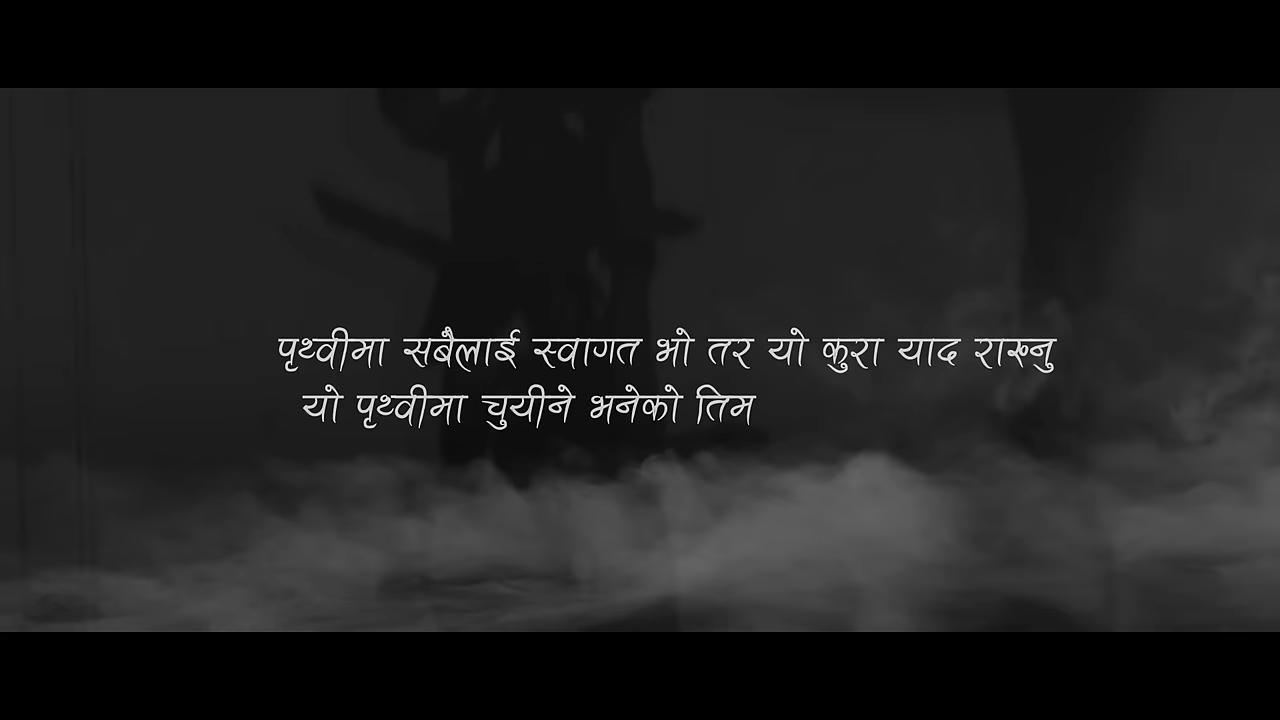 पृथ्वीमा सबैलाई स्वागत भो तर यो कुरा याद राख्नु
यो पृथ्वीमा चुयीने भनेको तिम